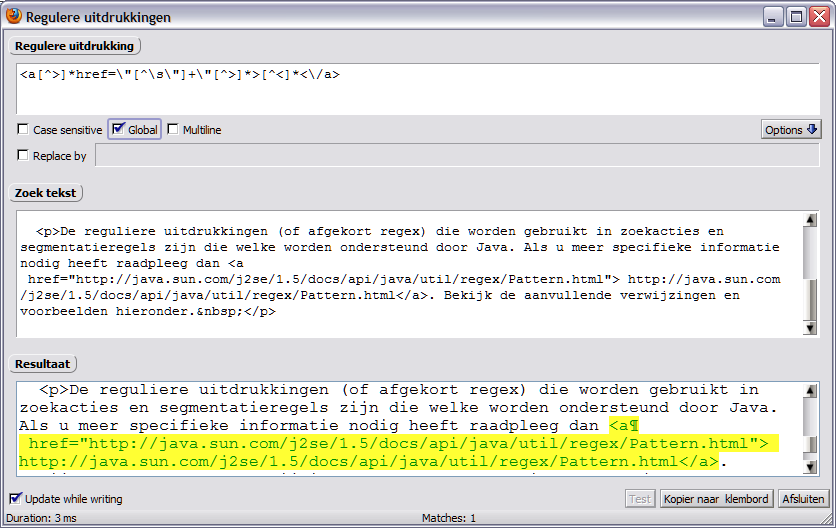 Regulere uitdrukkingen
Regulere uitdrukking
<a[^>]*href=\"[^\s\"]+\"[^>]*>[^<]*<\/a>
Case sensitive Global Multiline Options
Replace by
Zoek tekst
<p>De reguliere uitdrukkingen (of afgekort regex) die worden gebruikt in zoekacties en
segmentatieregels zijn die welke worden ondersteund door Java. Als u meer specifieke informatie
nodig heeft raadpleeg dan <a
href="http://java.sun.com/j2se/1.5/docs/api/java/util/regex/Pattern.html"> http://java.sun.com
/j2se/1.5/docs/api/java/util/regex/Pattern.html</a>. Bekijk de aanvullende verwijzingen en
voorbeelden hieronder.&nbsp;</p>
Resultaat
<p>De reguliere uitdrukkingen (of afgekort regex) die worden gebruikt in
zoekacties en segmentatieregels zijn die welke worden ondersteund door Java.
Als u meer specifieke informatie nodig heeft raadpleeg dan <a¶
href="http://java.sun.com/j2se/1.5/docs/api/java/util/regex/Pattern.html">
http://java.sun.com/j2se/1.5/docs/api/java/util/regex/Pattern.html</a>.
Update while writing Test Kopier naar klembord Afsluiten
Duration: 3 ms Matches: 1